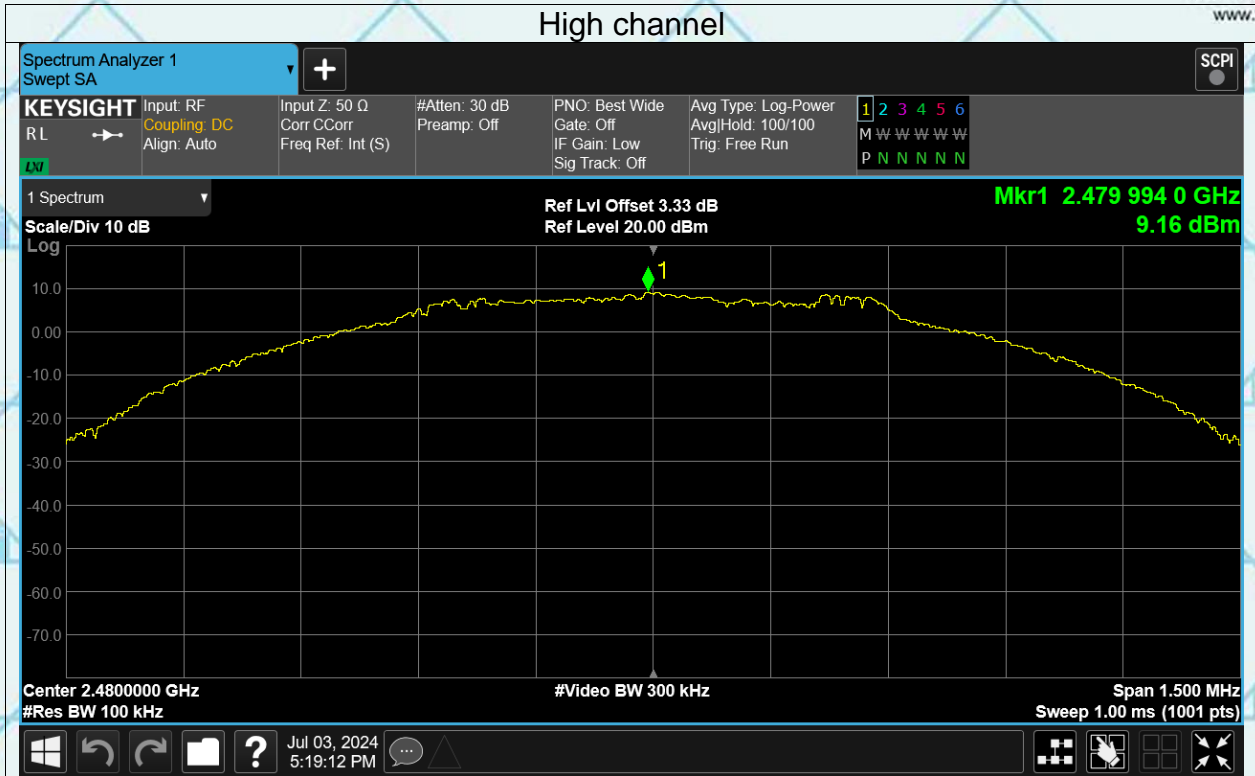 High channel
www.
Spectrum Analyzer 1
Swept SA
SCPI
KEYSIGHT
R L
LXI
Input: RF
Coupling: DC
Align: Auto
Input Z: 50 Ω
Corr CCorr
Freq Ref: Int (S)
#Atten: 30 dB
Preamp: Off
PNO: Best Wide
Gate: Off
IF Gain: Low
Sig Track: Off
Avg Type: Log-Power
Avg|Hold: 100/100
Trig: Free Run
1 2 3 4 5 6
M W W W W W
P N N N N N
1 Spectrum
Scale/Div 10 dB
Log
Ref Lvl Offset 3.33 dB
Ref Level 20.00 dBm
Mkr1 2.479 994 0 GHz
9.16 dBm
1
10.0
0.00
-10.0
-20.0
-30.0
-40.0
-50.0
-60.0
-70.0
Center 2.4800000 GHz
#Res BW 100 kHz
#Video BW 300 kHz
Span 1.500 MHz
Sweep 1.00 ms (1001 pts)
?
Jul 03, 2024
5:19:12 PM